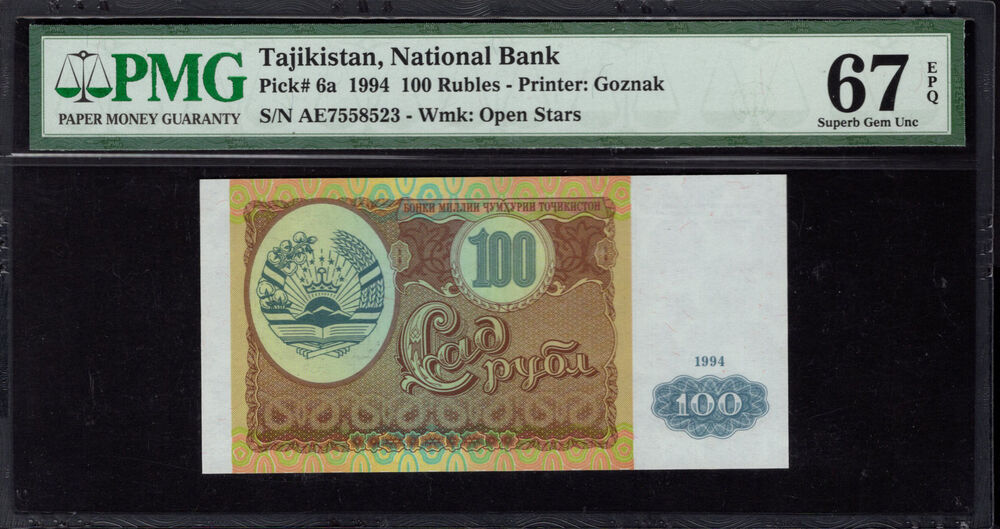 PMG
PAPER MONEY GUARANTY
Tajikistan, National Bank
Pick# 6a 1994 100 Rubles - Printer: Goznak
S/N AE7558523 - Wmk: Open Stars
67 EPQ
Superb Gem Unc
БОНКИ МИЛЛИИ ҶУМҲУРИИ ТОҶИКИСТОН
100
Сад
рубл
1994
100